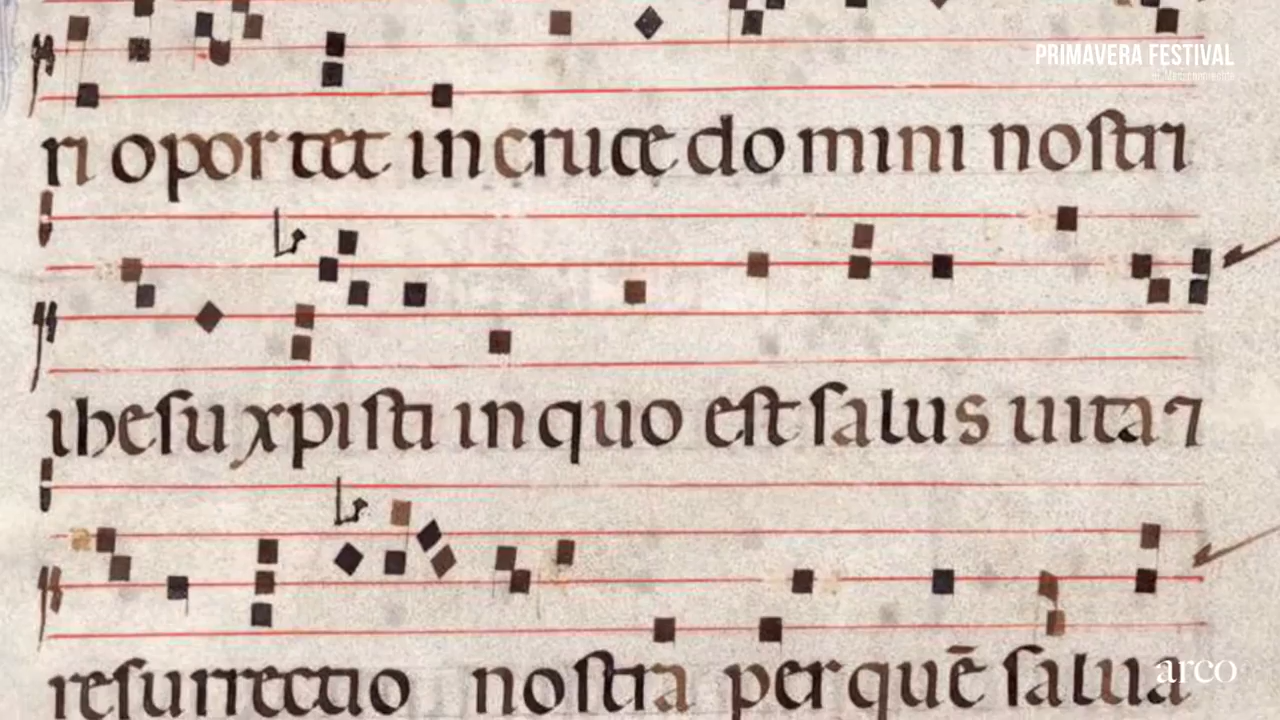 PRIMAVERA FESTIVAL
ri oportet in cruce domini nostri
ihesu xpisti in quo est salus uita ⁊
resurrectio nostra per quē salua
arco